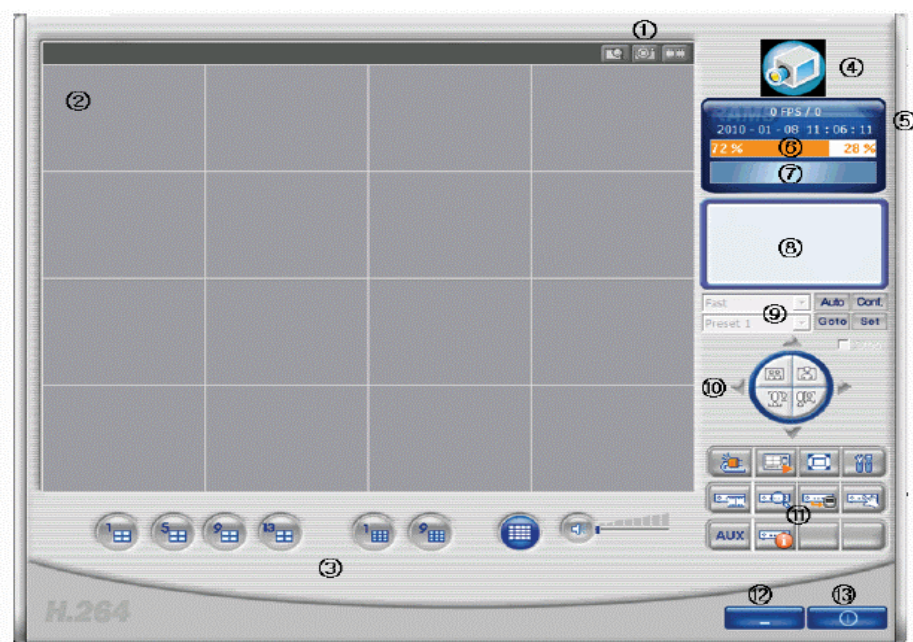 ①
②
④
RAMS
0 FPS / 0
⑤
2010 - 01 - 08 11 : 06 : 11
72 % ⑥ 28 %
⑦
⑧
Fast Auto Conf.
⑨
Preset 1 Goto Set
⑩
⑪
AUX
1 5 9 13 1 9
③
H.264
⑫ ⑬